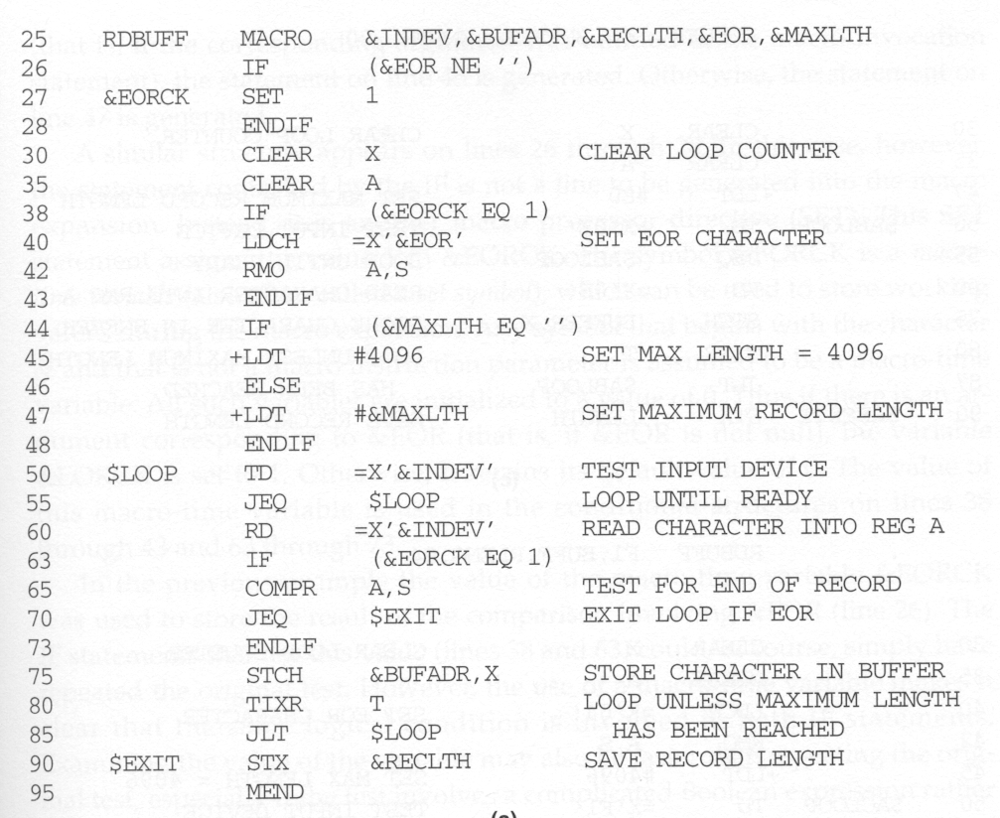 25 RDBUFF MACRO &INDEV,&BUFADR,&RECLTH,&EOR,&MAXLTH
26 IF (&EOR NE '')
27 &EORCK SET 1
28 ENDIF
30 CLEAR X CLEAR LOOP COUNTER
35 CLEAR A
38 IF (&EORCK EQ 1)
40 LDCH =X'&EOR' SET EOR CHARACTER
42 RMO A,S
43 ENDIF
44 IF (&MAXLTH EQ '')
45 +LDT #4096 SET MAX LENGTH = 4096
46 ELSE
47 +LDT #&MAXLTH SET MAXIMUM RECORD LENGTH
48 ENDIF
50 $LOOP TD =X'&INDEV' TEST INPUT DEVICE
55 JEQ $LOOP LOOP UNTIL READY
60 RD =X'&INDEV' READ CHARACTER INTO REG A
63 IF (&EORCK EQ 1)
65 COMPR A,S TEST FOR END OF RECORD
70 JEQ $EXIT EXIT LOOP IF EOR
73 ENDIF
75 STCH &BUFADR,X STORE CHARACTER IN BUFFER
80 TIXR T LOOP UNLESS MAXIMUM LENGTH
85 JLT $LOOP HAS BEEN REACHED
90 $EXIT STX &RECLTH SAVE RECORD LENGTH
95 MEND